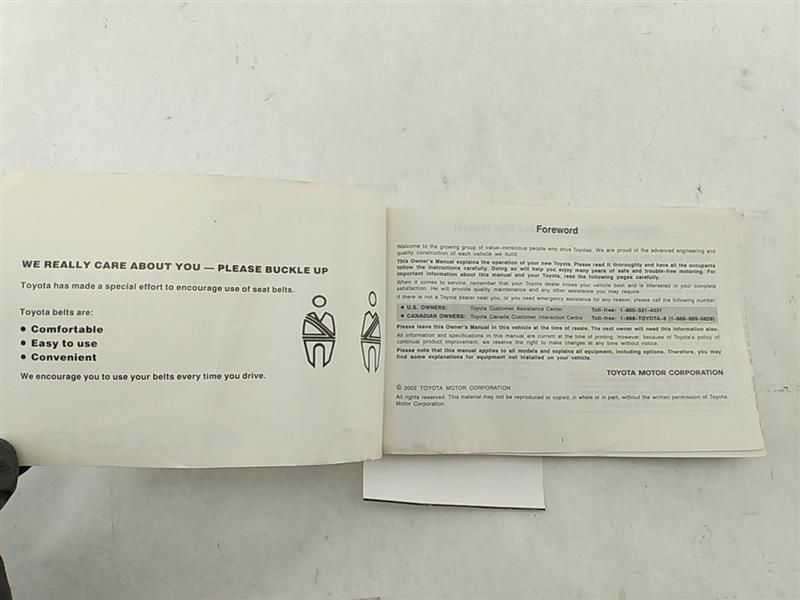 WE REALLY CARE ABOUT YOU — PLEASE BUCKLE UP
Toyota has made a special effort to encourage use of seat belts.
Toyota belts are:
● Comfortable
● Easy to use
● Convenient
We encourage you to use your belts every time you drive.
Foreword
Welcome to the growing group of value–conscious people who drive Toyotas. We are proud of the advanced engineering and
quality construction of each vehicle we build.
This Owner's Manual explains the operation of your new Toyota. Please read it thoroughly and have all the occupants
follow the instructions carefully. Doing so will help you enjoy many years of safe and trouble–free motoring. For
important information about this manual and your Toyota, read the following pages carefully.
When it comes to service, remember that your Toyota dealer knows your vehicle best and is interested in your complete
satisfaction. He will provide quality maintenance and any other assistance you may require.
If there is not a Toyota dealer near you, or you need emergency assistance for any reason, please call the following number:
● U.S. OWNERS: Toyota Customer Assistance Center Toll–free: 1–800–331–4331
● CANADIAN OWNERS: Toyota Canada Customer Interaction Centre Toll–free: 1–888–TOYOTA–8 (1–888–869–6828)
Please leave this Owner's Manual in this vehicle at the time of resale. The next owner will need this information also.
All information and specifications in this manual are current at the time of printing. However, because of Toyota's policy of
continual product improvement, we reserve the right to make changes at any time without notice.
Please note that this manual applies to all models and explains all equipment, including options. Therefore, you may
find some explanations for equipment not installed on your vehicle.
TOYOTA MOTOR CORPORATION
© 2002 TOYOTA MOTOR CORPORATION
All rights reserved. This material may not be reproduced or copied, in whole or in part, without the written permission of Toyota
Motor Corporation.
i